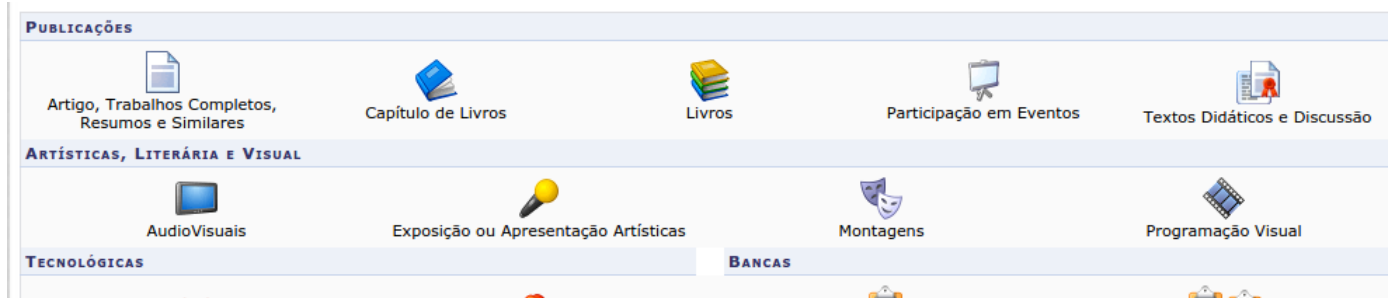 Publicações
Artigo, Trabalhos Completos,
Resumos e Similares
Capítulo de Livros
Livros
Participação em Eventos
Textos Didáticos e Discussão
Artísticas, Literária e Visual
AudioVisuais
Exposição ou Apresentação Artísticas
Montagens
Programação Visual
Tecnológicas
Bancas